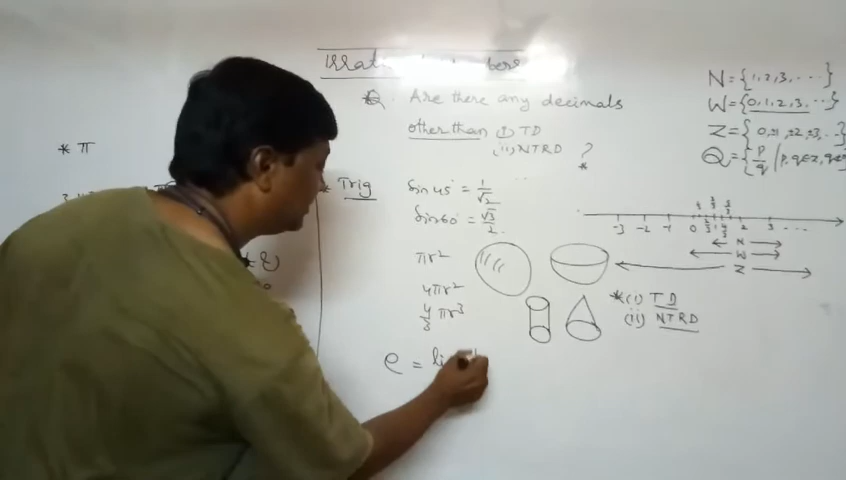 * π
* Q. Are there any decimals
other than (i) TD
(ii) NTRD ?
*
* Trig
Sin 45° = 1/√2
Sin 60° = √3/2
πr²
4πr²
4/3 πr³
e = li
N = {1, 2, 3, ....}
W = {0, 1, 2, 3, ..}
Z = { 0, ±1, ±2, ±3, ..}
Q = { p/q / p, q ∈ z, q≠
-3 -2 -1 0 1 2 3 ....
N
W
Z
* (i) TD
(ii) NTRD